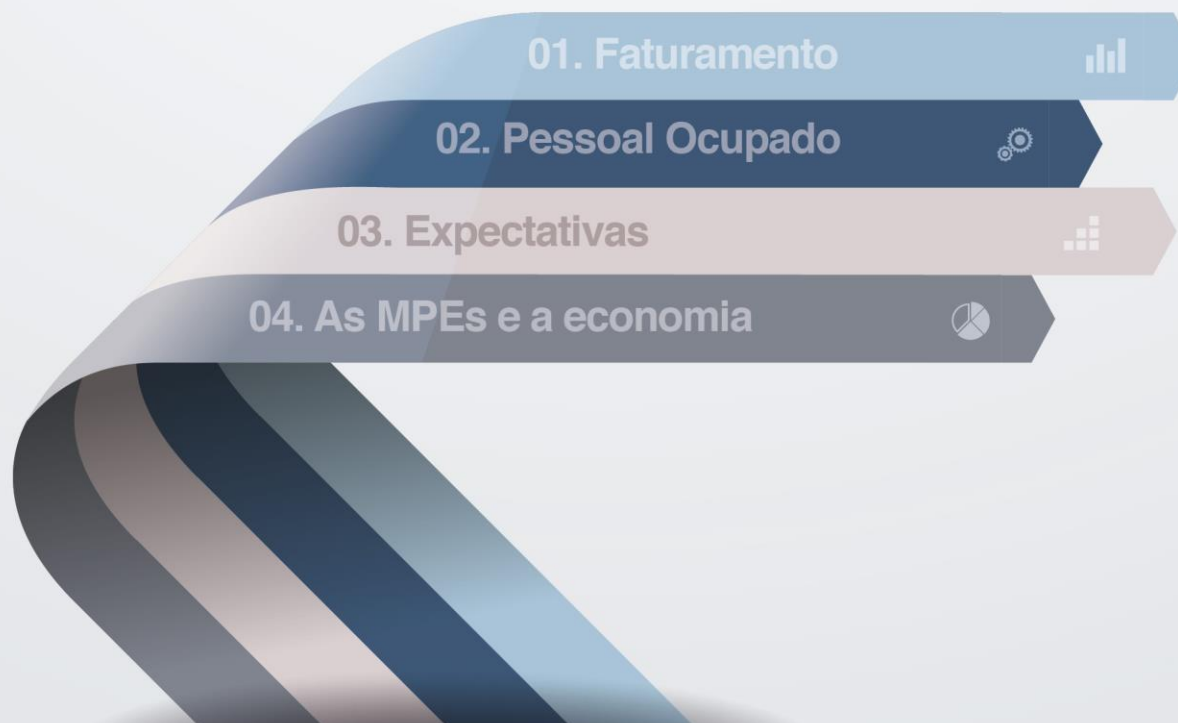 01. Faturamento
02. Pessoal Ocupado
03. Expectativas
04. As MPEs e a economia